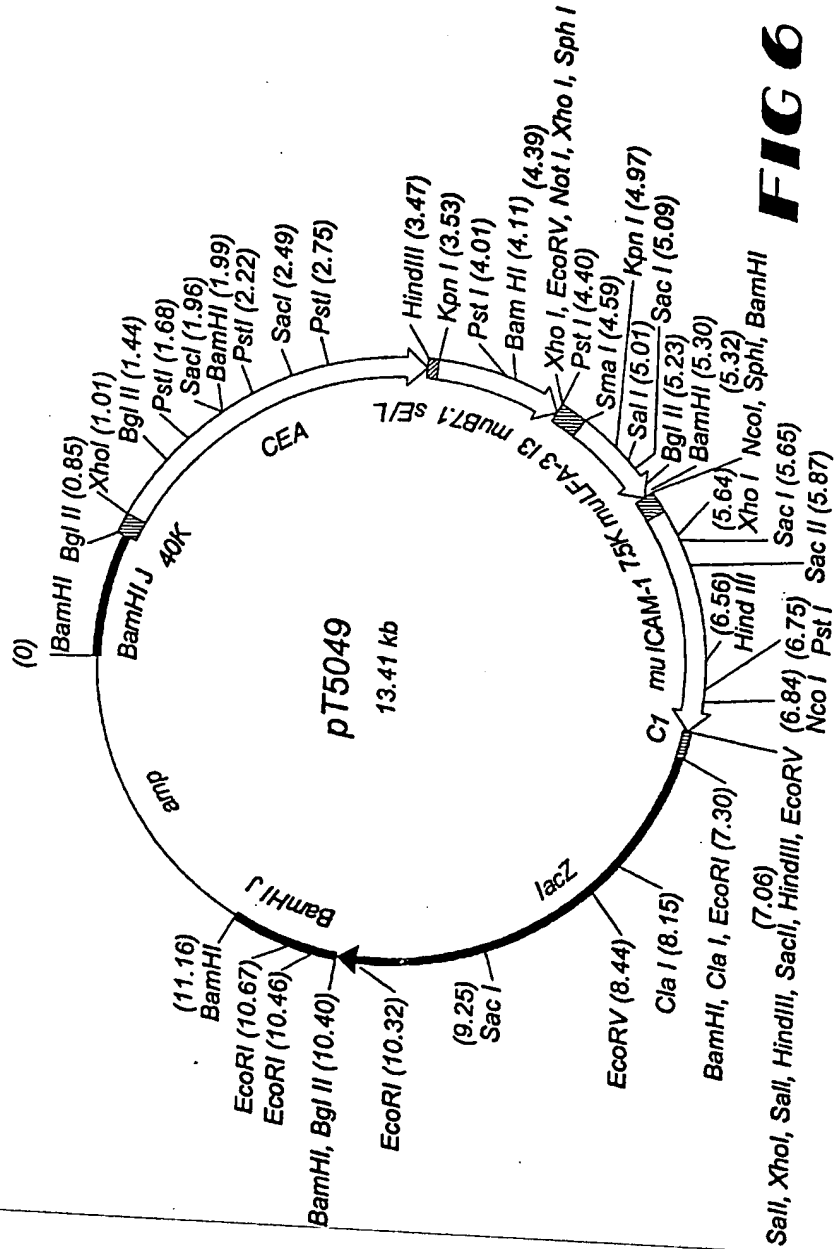 (0)
BamHI
Bgl II (0.85)
XhoI (1.01)
Bgl II (1.44)
PstI (1.68)
SacI (1.96)
BamHI (1.99)
PstI (2.22)
SacI (2.49)
PstI (2.75)
HindIII (3.47)
Kpn I (3.53)
Pst I (4.01)
Bam HI (4.11)
(4.39)
Xho I, EcoRV, Not I, Xho I, Sph I
Pst I (4.40)
Sma I (4.59)
Kpn I (4.97)
Sal I (5.01)
Sac I (5.09)
Bgl II (5.23)
BamHI (5.30)
(5.32)
NcoI, SphI, BamHI
(5.64)
Xho I
Sac I (5.65)
Sac II (5.87)
(6.56)
Hind III
(6.75)
Pst I
(6.84)
Nco I
(7.06)
SalI, XhoI, SalI, HindIII, SacII, HindIII, EcoRV
BamHI, Cla I, EcoRI (7.30)
Cla I (8.15)
EcoRV (8.44)
(9.25)
Sac I
EcoRI (10.32)
BamHI, Bgl II (10.40)
EcoRI (10.46)
EcoRI (10.67)
(11.16)
BamHI
BamHI J
40K
CEA
sE/L
muB7.1
I3
muLFA-3
7.5K
mu ICAM-1
C1
lacZ
BamHI J
amp
pT5049
13.41 kb
FIG 6